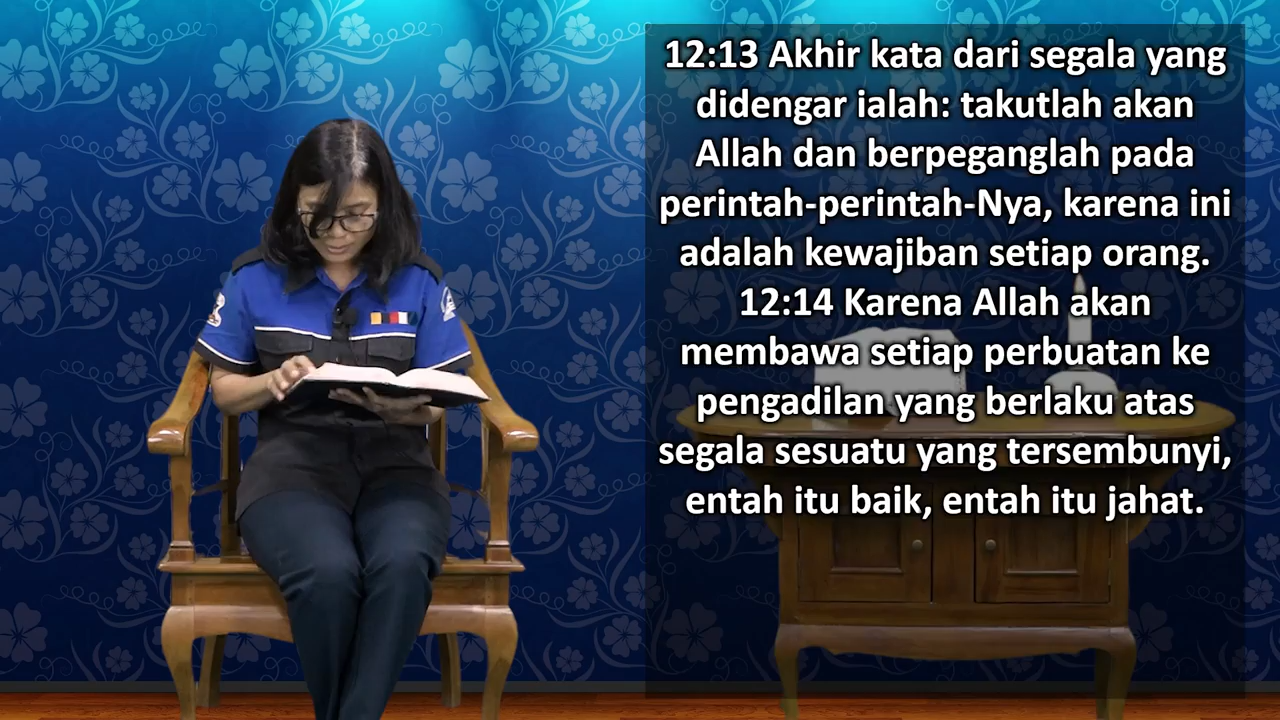 12:13 Akhir kata dari segala yang
didengar ialah: takutlah akan
Allah dan berpeganglah pada
perintah-perintah-Nya, karena ini
adalah kewajiban setiap orang.
12:14 Karena Allah akan
membawa setiap perbuatan ke
pengadilan yang berlaku atas
segala sesuatu yang tersembunyi,
entah itu baik, entah itu jahat.